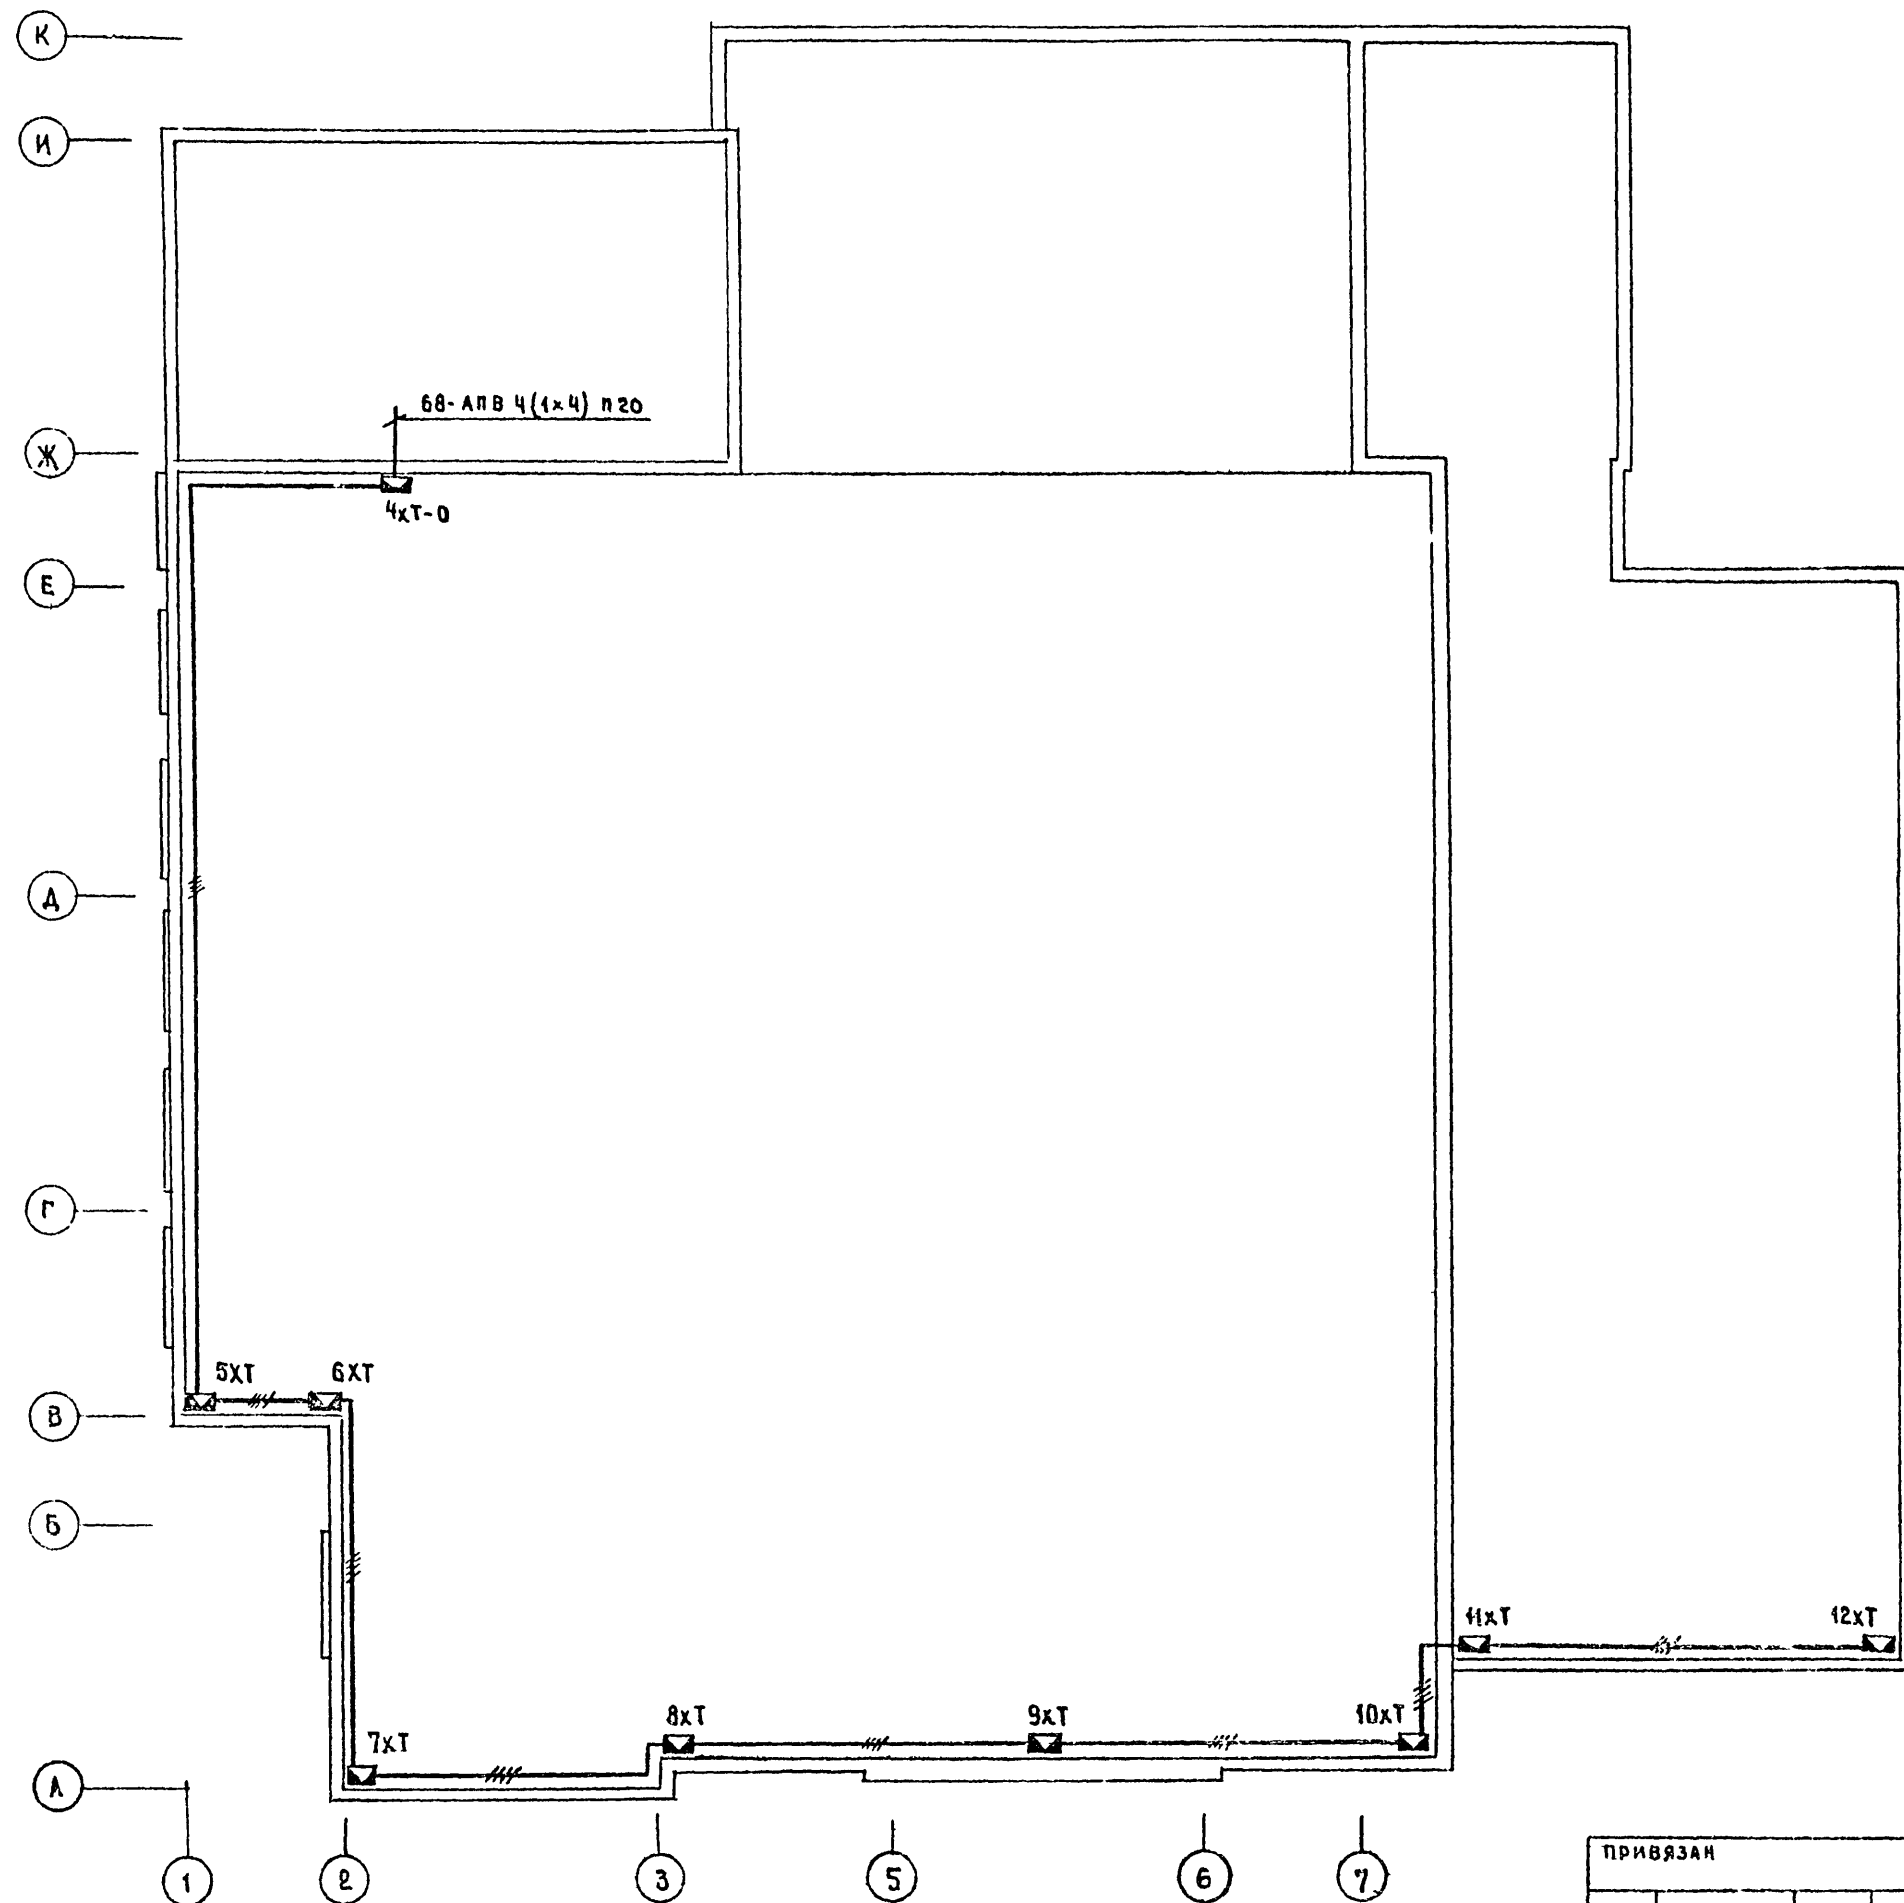 К
И
68-АПВ 4(1×4) П20
Ж
4хТ-0
Е
Д
Г
5ХТ 6ХТ
В
Б
11хТ 12хТ
8хТ 9хТ 10хТ
7хТ
А
ПРИВЯЗАН
1 2 3 5 6 7